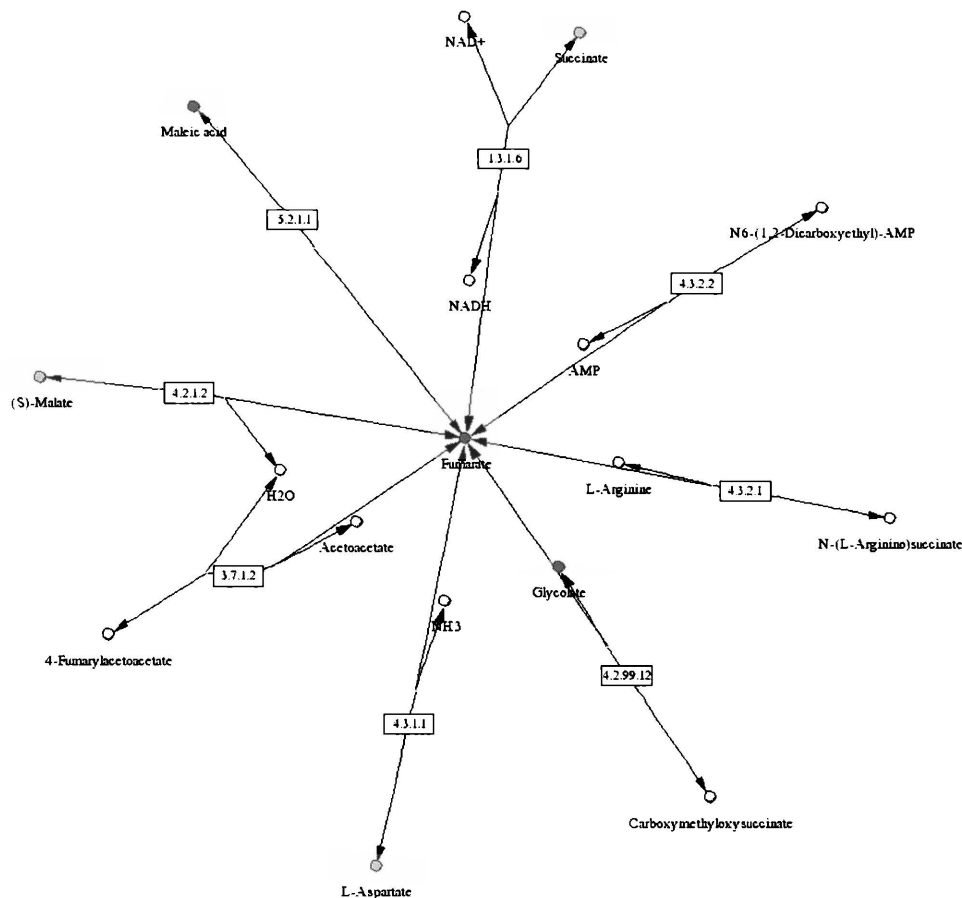 NAD+
Succinate
Maleic acid
1.3.1.6
5.2.1.1
N6-(1,2-Dicarboxyethyl)-AMP
4.3.2.2
NADH
AMP
4.2.1.2
(S)-Malate
Fumarate
H2O
L-Arginine
4.3.2.1
N-(L-Arginino)succinate
Acetoacetate
3.7.1.2
Glycolate
NH3
4-Fumarylacetoacetate
4.2.99.12
4.3.1.1
Carboxymethyloxysuccinate
L-Aspartate